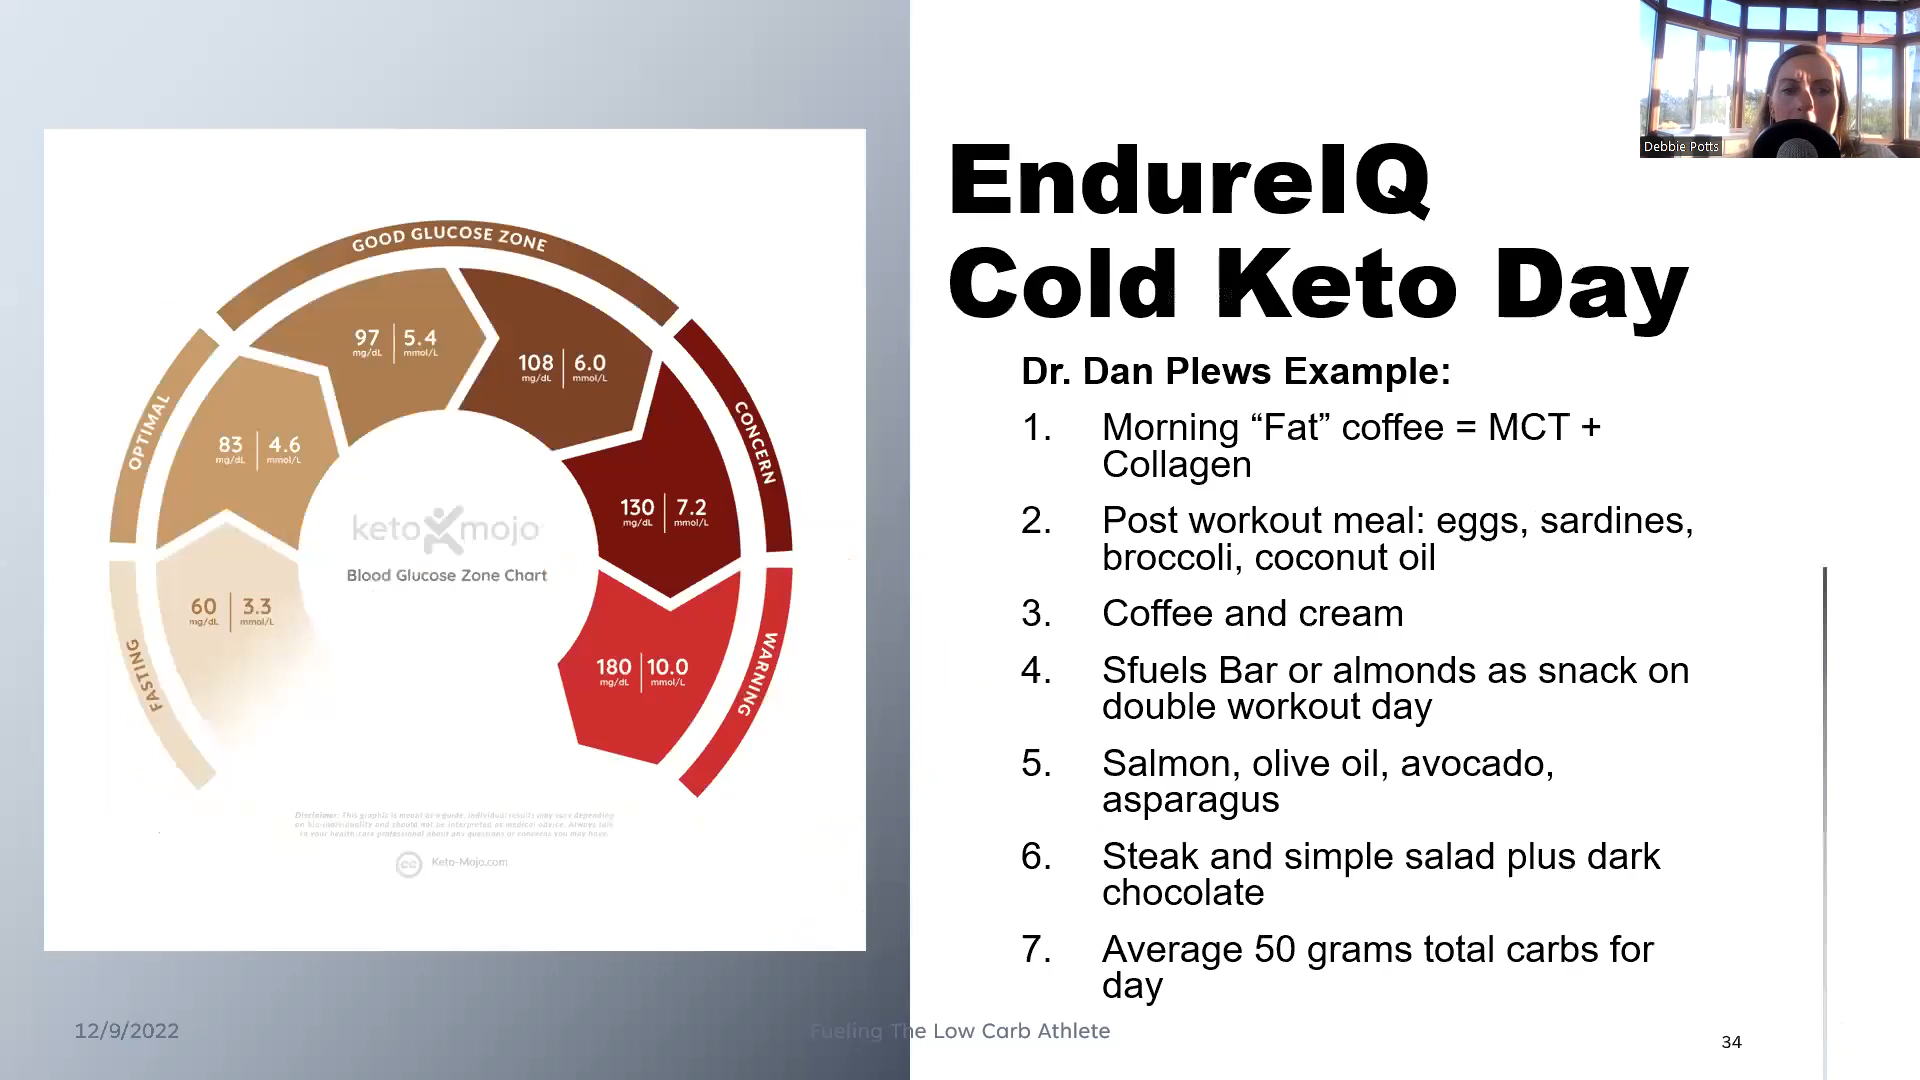 Debbie Potts
EndureIQ
Cold Keto Day
Dr. Dan Plews Example:
1. Morning “Fat” coffee = MCT +
Collagen
2. Post workout meal: eggs, sardines,
broccoli, coconut oil
3. Coffee and cream
4. Sfuels Bar or almonds as snack on
double workout day
5. Salmon, olive oil, avocado,
asparagus
6. Steak and simple salad plus dark
chocolate
7. Average 50 grams total carbs for
day
GOOD GLUCOSE ZONE
OPTIMAL
CONCERN
FASTING
WARNING
97 mg/dL | 5.4 mmol/L
108 mg/dL | 6.0 mmol/L
83 mg/dL | 4.6 mmol/L
130 mg/dL | 7.2 mmol/L
60 mg/dL | 3.3 mmol/L
180 mg/dL | 10.0 mmol/L
keto mojo
Blood Glucose Zone Chart
Disclaimer: This graphic is meant as a guide. Individual results may vary depending
on bio-individuality and should not be interpreted as medical advice. Always talk
to your health care professional about any questions or concerns you may have.
cc Keto-Mojo.com
12/9/2022
Fueling The Low Carb Athlete
34